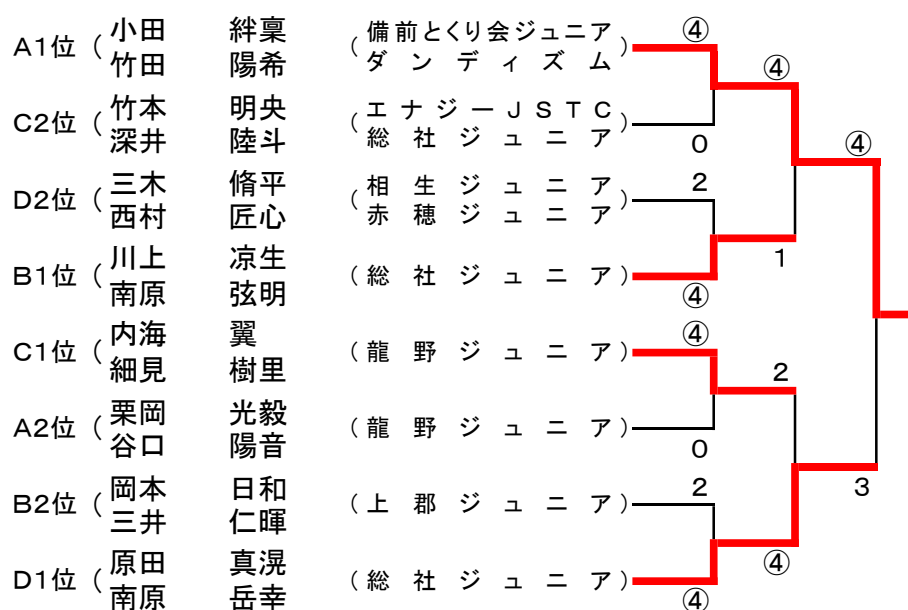 A1位 ( 小田 絆稟 ( 備前とくり会ジュニア ) ④
竹田 陽希 ダンディズム
④
C2位 ( 竹本 明央 ( エナジーJSTC ) 0
深井 陸斗 総社ジュニア
④
D2位 ( 三木 脩平 ( 相生ジュニア ) 2
西村 匠心 赤穂ジュニア
1
B1位 ( 川上 凉生 ( 総社ジュニア ) ④
南原 弦明
C1位 ( 内海 翼 ( 龍野ジュニア ) ④
細見 樹里
2
A2位 ( 栗岡 光毅 ( 龍野ジュニア ) 0
谷口 陽音
3
B2位 ( 岡本 日和 ( 上郡ジュニア ) 2
三井 仁暉
④
D1位 ( 原田 真滉 ( 総社ジュニア ) ④
南原 岳幸